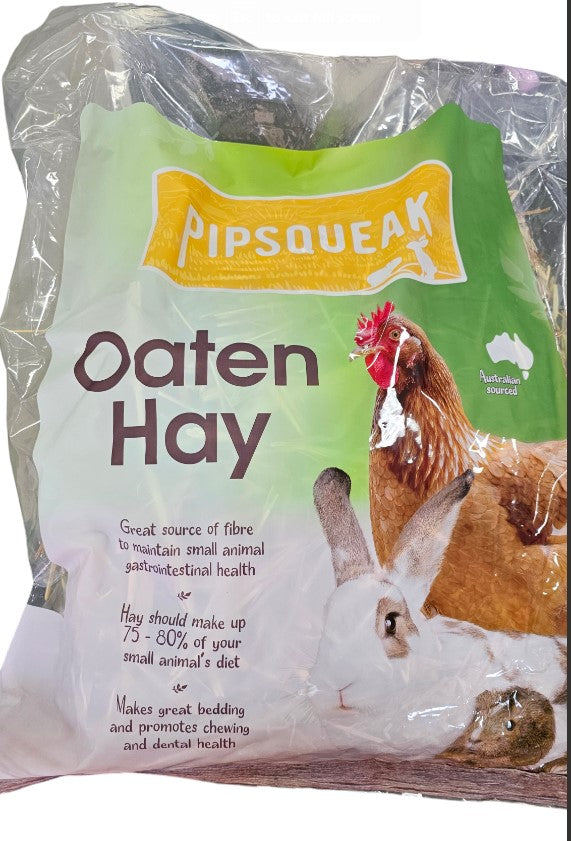 PIPSQUEAK
Oaten
Hay
Australian
sourced
Great source of fibre
to maintain small animal
gastrointestinal health
Hay should make up
75 - 80% of your
small animal's diet
Makes great bedding
and promotes chewing
and dental health